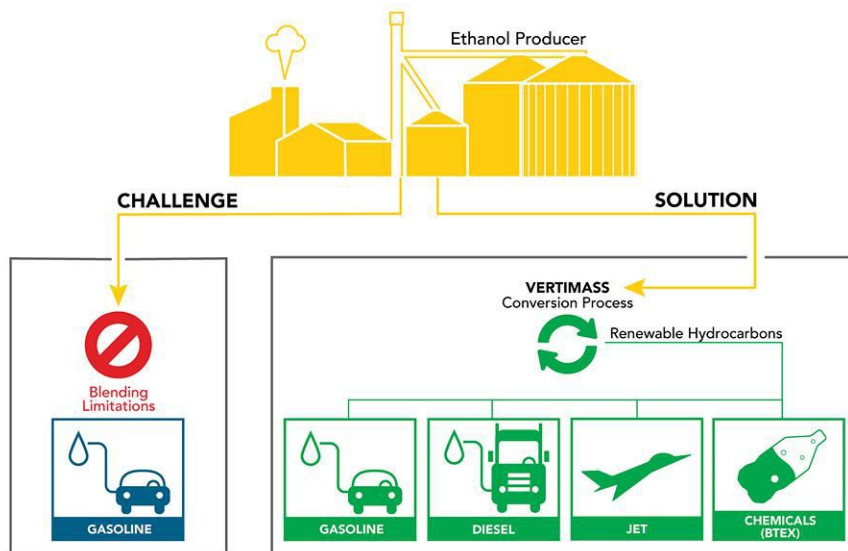 Ethanol Producer
CHALLENGE
SOLUTION
Blending
Limitations
GASOLINE
VERTIMASS
Conversion Process
Renewable Hydrocarbons
GASOLINE
DIESEL
JET
CHEMICALS
(BTEX)